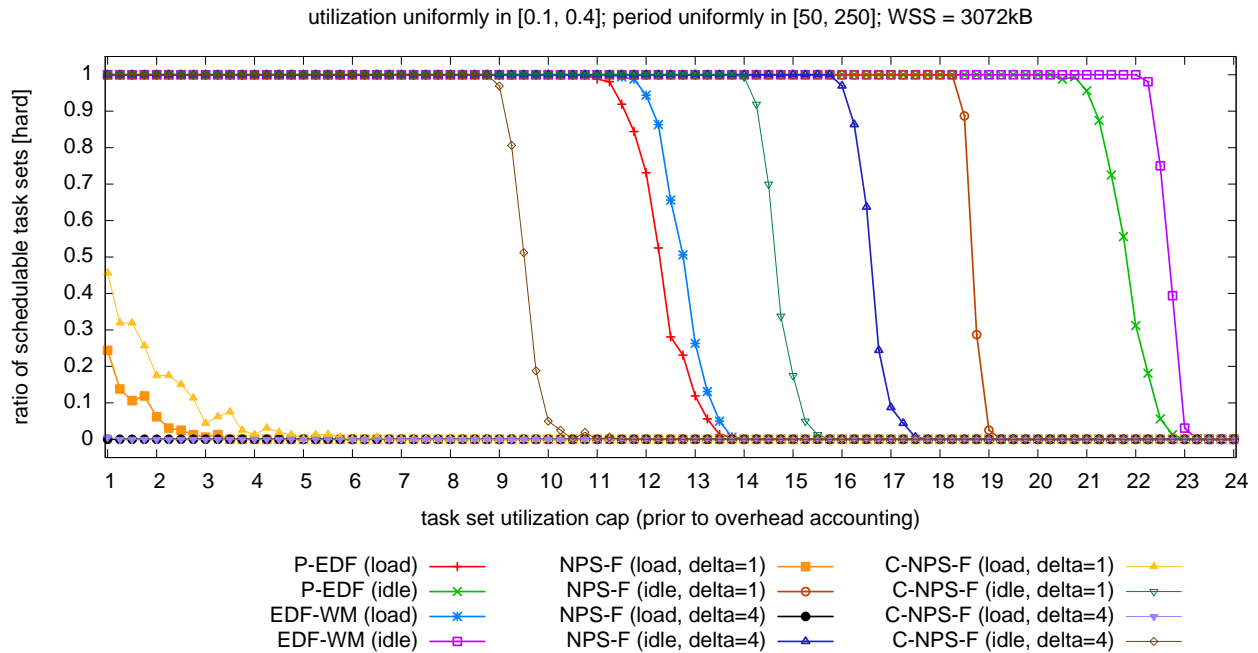 utilization uniformly in [0.1, 0.4]; period uniformly in [50, 250]; WSS = 3072kB
ratio of schedulable task sets [hard]
1
0.9
0.8
0.7
0.6
0.5
0.4
0.3
0.2
0.1
0
1 2 3 4 5 6 7 8 9 10 11 12 13 14 15 16 17 18 19 20 21 22 23 24
task set utilization cap (prior to overhead accounting)
P-EDF (load)
P-EDF (idle)
EDF-WM (load)
EDF-WM (idle)
NPS-F (load, delta=1)
NPS-F (idle, delta=1)
NPS-F (load, delta=4)
NPS-F (idle, delta=4)
C-NPS-F (load, delta=1)
C-NPS-F (idle, delta=1)
C-NPS-F (load, delta=4)
C-NPS-F (idle, delta=4)